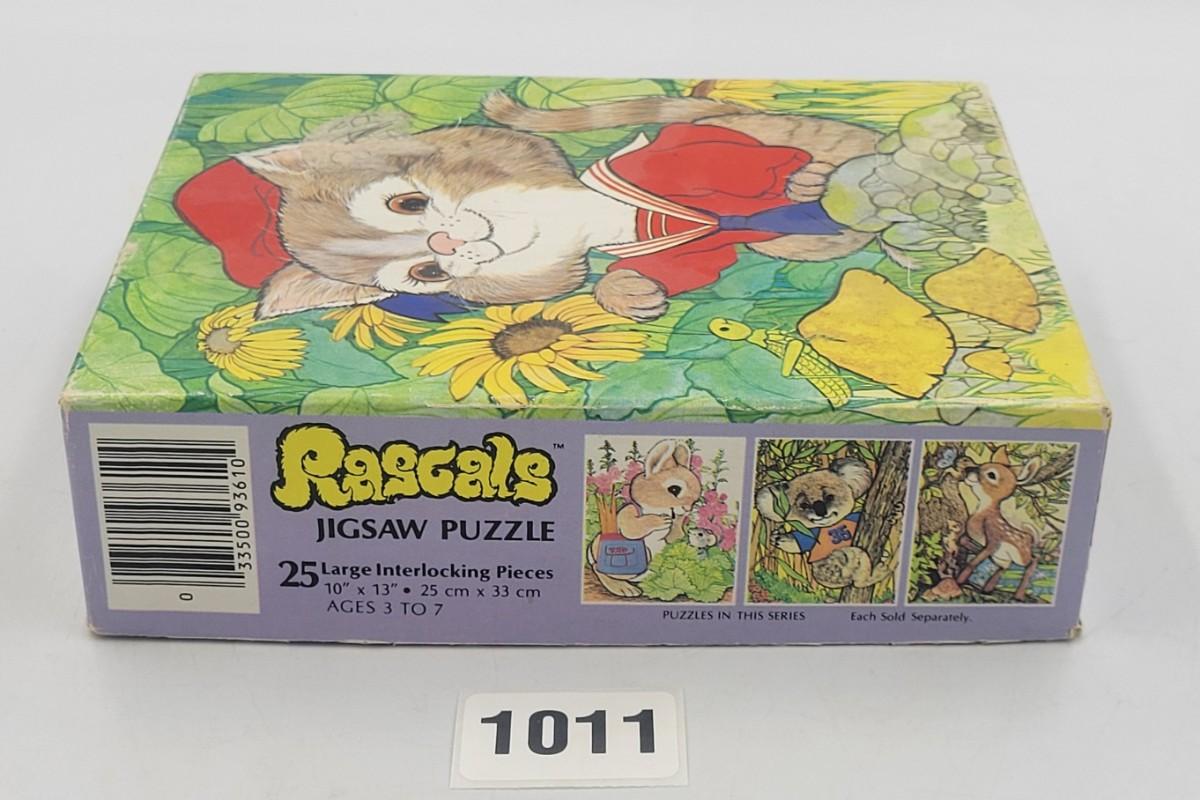 Rascals™
JIGSAW PUZZLE
25 Large Interlocking Pieces
10" x 13" • 25 cm x 33 cm
AGES 3 TO 7
0 33500 93610
36
PUZZLES IN THIS SERIES
Each Sold Separately.
1011